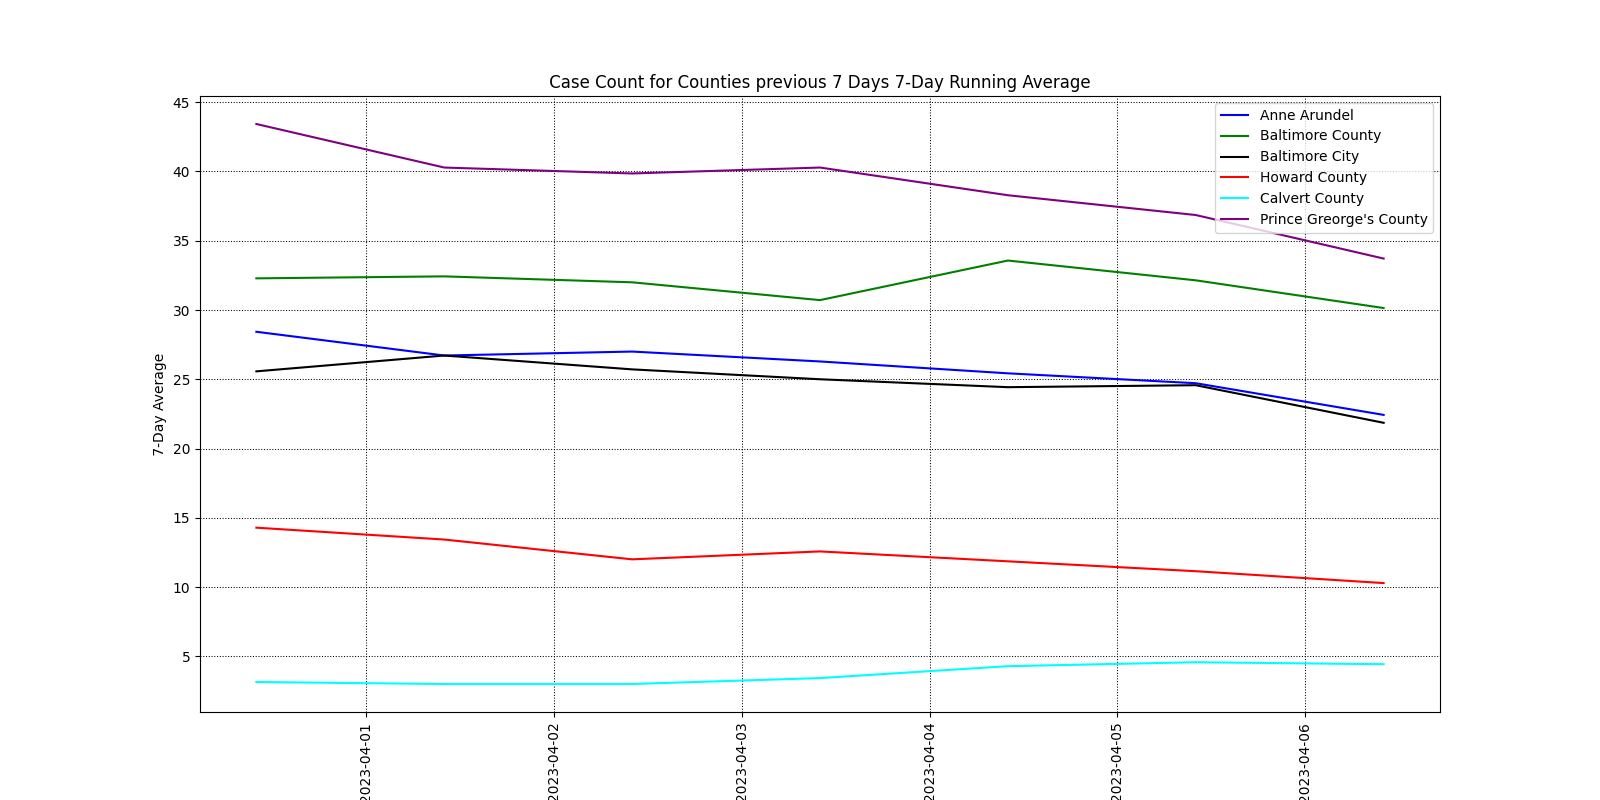 Case Count for Counties previous 7 Days 7-Day Running Average
7-Day Average
45
40
35
30
25
20
15
10
5
Anne Arundel
Baltimore County
Baltimore City
Howard County
Calvert County
Prince Greorge's County
2023-04-01
2023-04-02
2023-04-03
2023-04-04
2023-04-05
2023-04-06